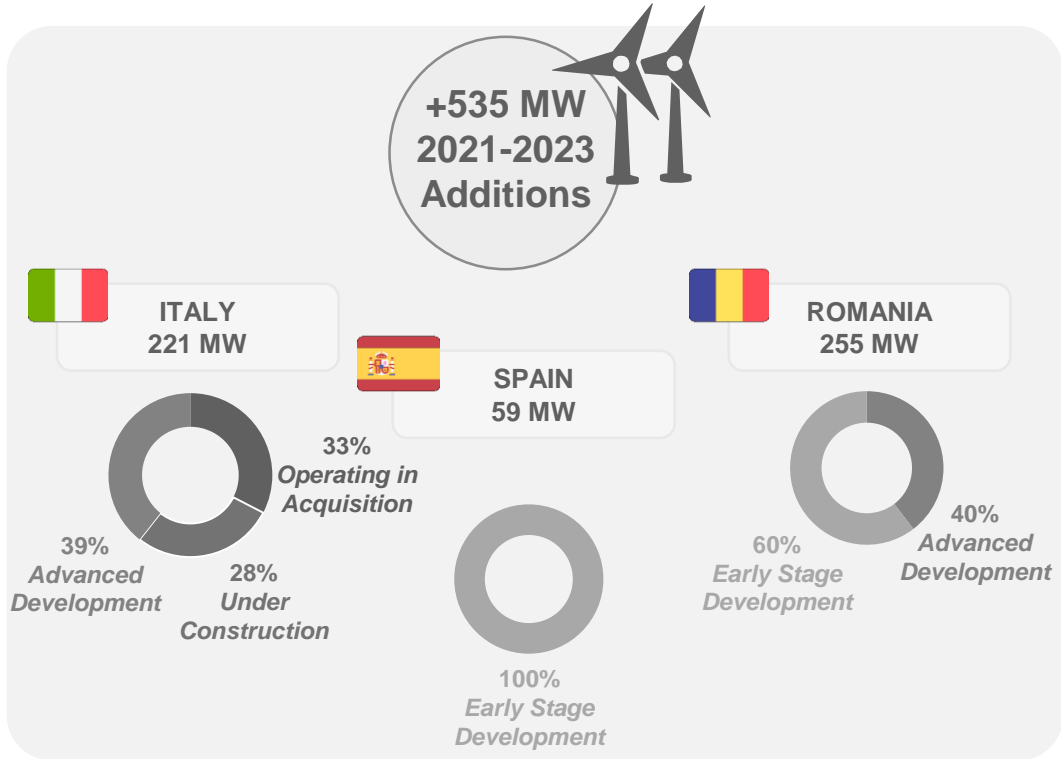 +535 MW
2021-2023
Additions
ITALY
221 MW
33%
Operating in
Acquisition
28%
Under
Construction
39%
Advanced
Development
SPAIN
59 MW
100%
Early Stage
Development
ROMANIA
255 MW
40%
Advanced
Development
60%
Early Stage
Development